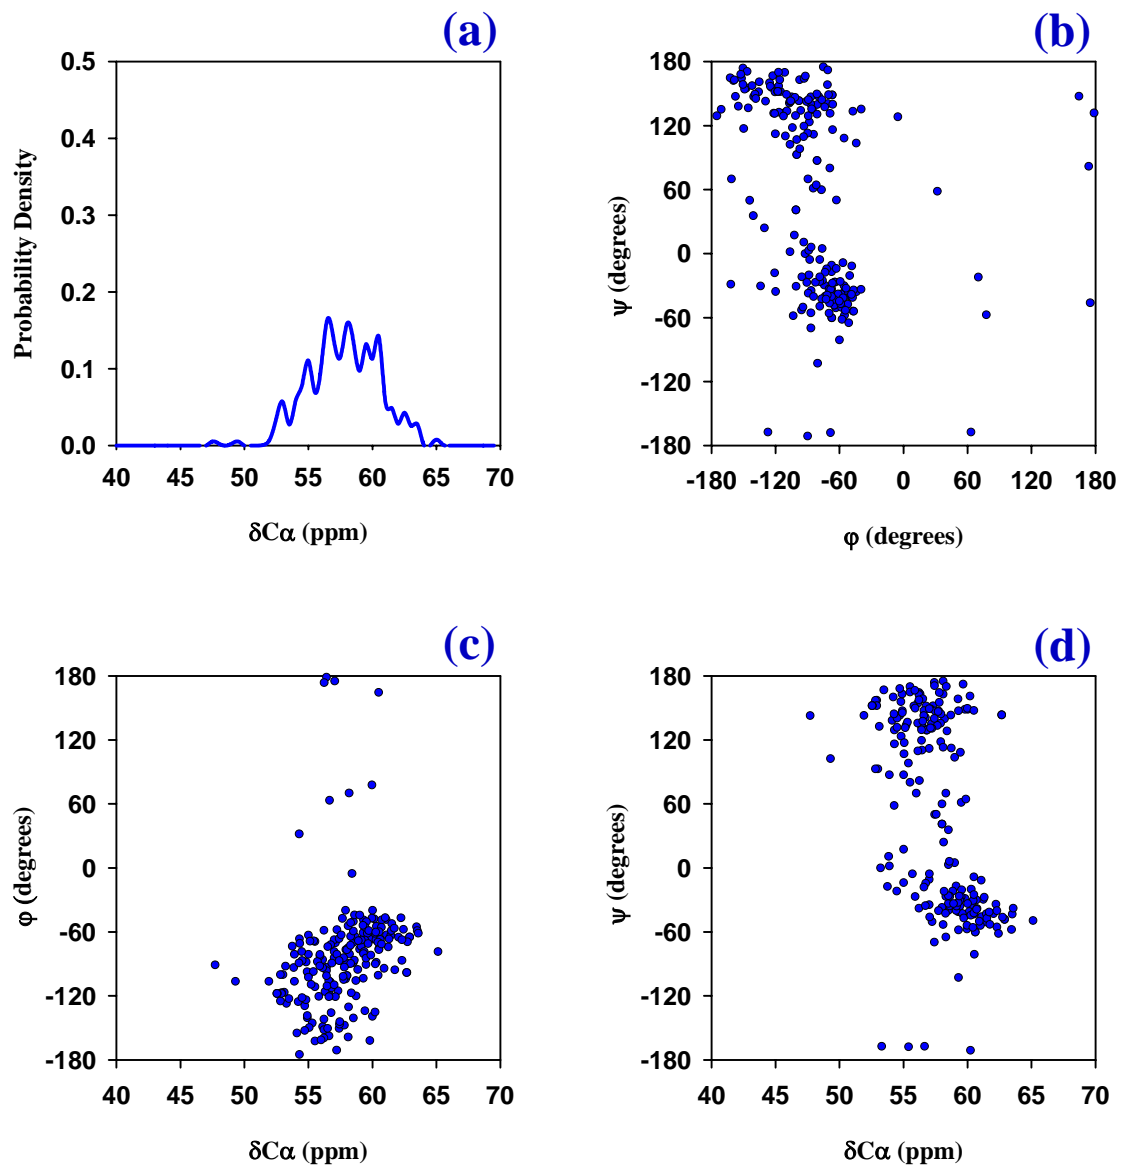 (a)
0.5
0.4
0.3
0.2
0.1
0.0
Probability Density
40 45 50 55 60 65 70
δCα (ppm)
(b)
180
120
60
0
-60
-120
-180
ψ (degrees)
-180 -120 -60 0 60 120 180
φ (degrees)
(c)
180
120
60
0
-60
-120
-180
φ (degrees)
40 45 50 55 60 65 70
δCα (ppm)
(d)
180
120
60
0
-60
-120
-180
ψ (degrees)
40 45 50 55 60 65 70
δCα (ppm)